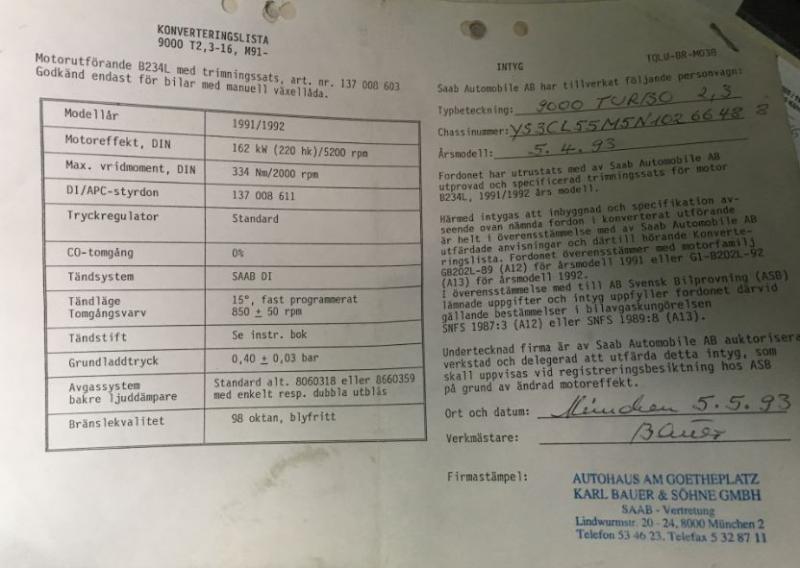 KONVERTERINGSLISTA
9000 T2,3-16, M91-
Motorutförande B234L med trimningssats, art. nr. 137 008 603
Godkänd endast för bilar med manuell växellåda.
Modellår 1991/1992
Motoreffekt, DIN 162 kW (220 hk)/5200 rpm
Max. vridmoment, DIN 334 Nm/2000 rpm
DI/APC-styrdon 137 008 611
Tryckregulator Standard
CO-tomgång 0%
Tändsystem SAAB DI
Tändläge 15°, fast programmerat
Tomgångsvarv 850 ± 50 rpm
Tändstift Se instr. bok
Grundladdtryck 0,40 ± 0,03 bar
Avgassystem Standard alt. 8060318 eller 8660359
bakre ljuddämpare med enkelt resp. dubbla utblås
Bränslekvalitet 98 oktan, blyfritt
INTYG TQLU-BR-M038
Saab Automobile AB har tillverket följande personvagn:
Typbeteckning: 9000 TURBO 2,3
Chassinummer: YS3CL55M5N1026648 8
Årsmodell: 5.4.93
Fordonet har utrustats med av Saab Automobile AB
utprovad och specificerad trimningssats för motor
B234L, 1991/1992 års modell.
Härmed intygas att inbyggnad och specifikation av-
seende ovan nämnda fordon i konverterat utförande
är helt i överensstämmelse med av Saab Automobile AB
utfärdade anvisningar och därtill hörande Konverte-
ringslista. Fordonet överensstämmer med motorfamilj
GB202L-89 (A12) för årsmodell 1991 eller G1-B202L-92
(A13) för årsmodell 1992.
I överensstämmelse med till AB Svensk Bilprovning (ASB)
lämnade uppgifter och intyg uppfyller fordonet därvid
gällande bestämmelser i bilavgaskungörelsen
SNFS 1987:3 (A12) eller SNFS 1989:8 (A13).
Undertecknad firma är av Saab Automobile AB auktorisera
verkstad och delegerad att utfärda detta intyg, som
skall uppvisas vid registreringsbesiktning hos ASB
på grund av ändrad motoreffekt.
Ort och datum: München 5.5.93
Verkmästare: Bauer
Firmastämpel:
AUTOHAUS AM GOETHEPLATZ
KARL BAUER & SÖHNE GMBH
SAAB - Vertretung
Lindwurmstr. 20 - 24, 8000 München 2
Telefon 53 46 23, Telefax 5 32 87 11